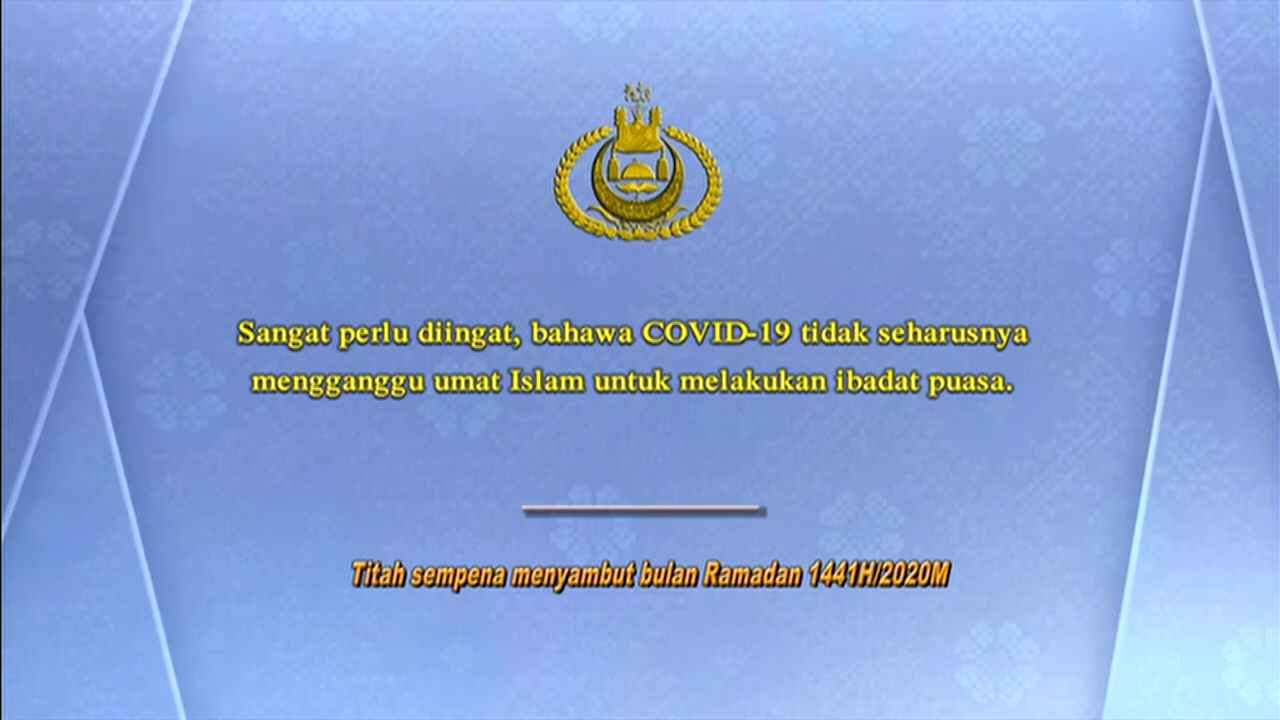 Sangat perlu diingat, bahawa COVID-19 tidak seharusnya
mengganggu umat Islam untuk melakukan ibadat puasa.
Titah sempena menyambut bulan Ramadan 1441H/2020M